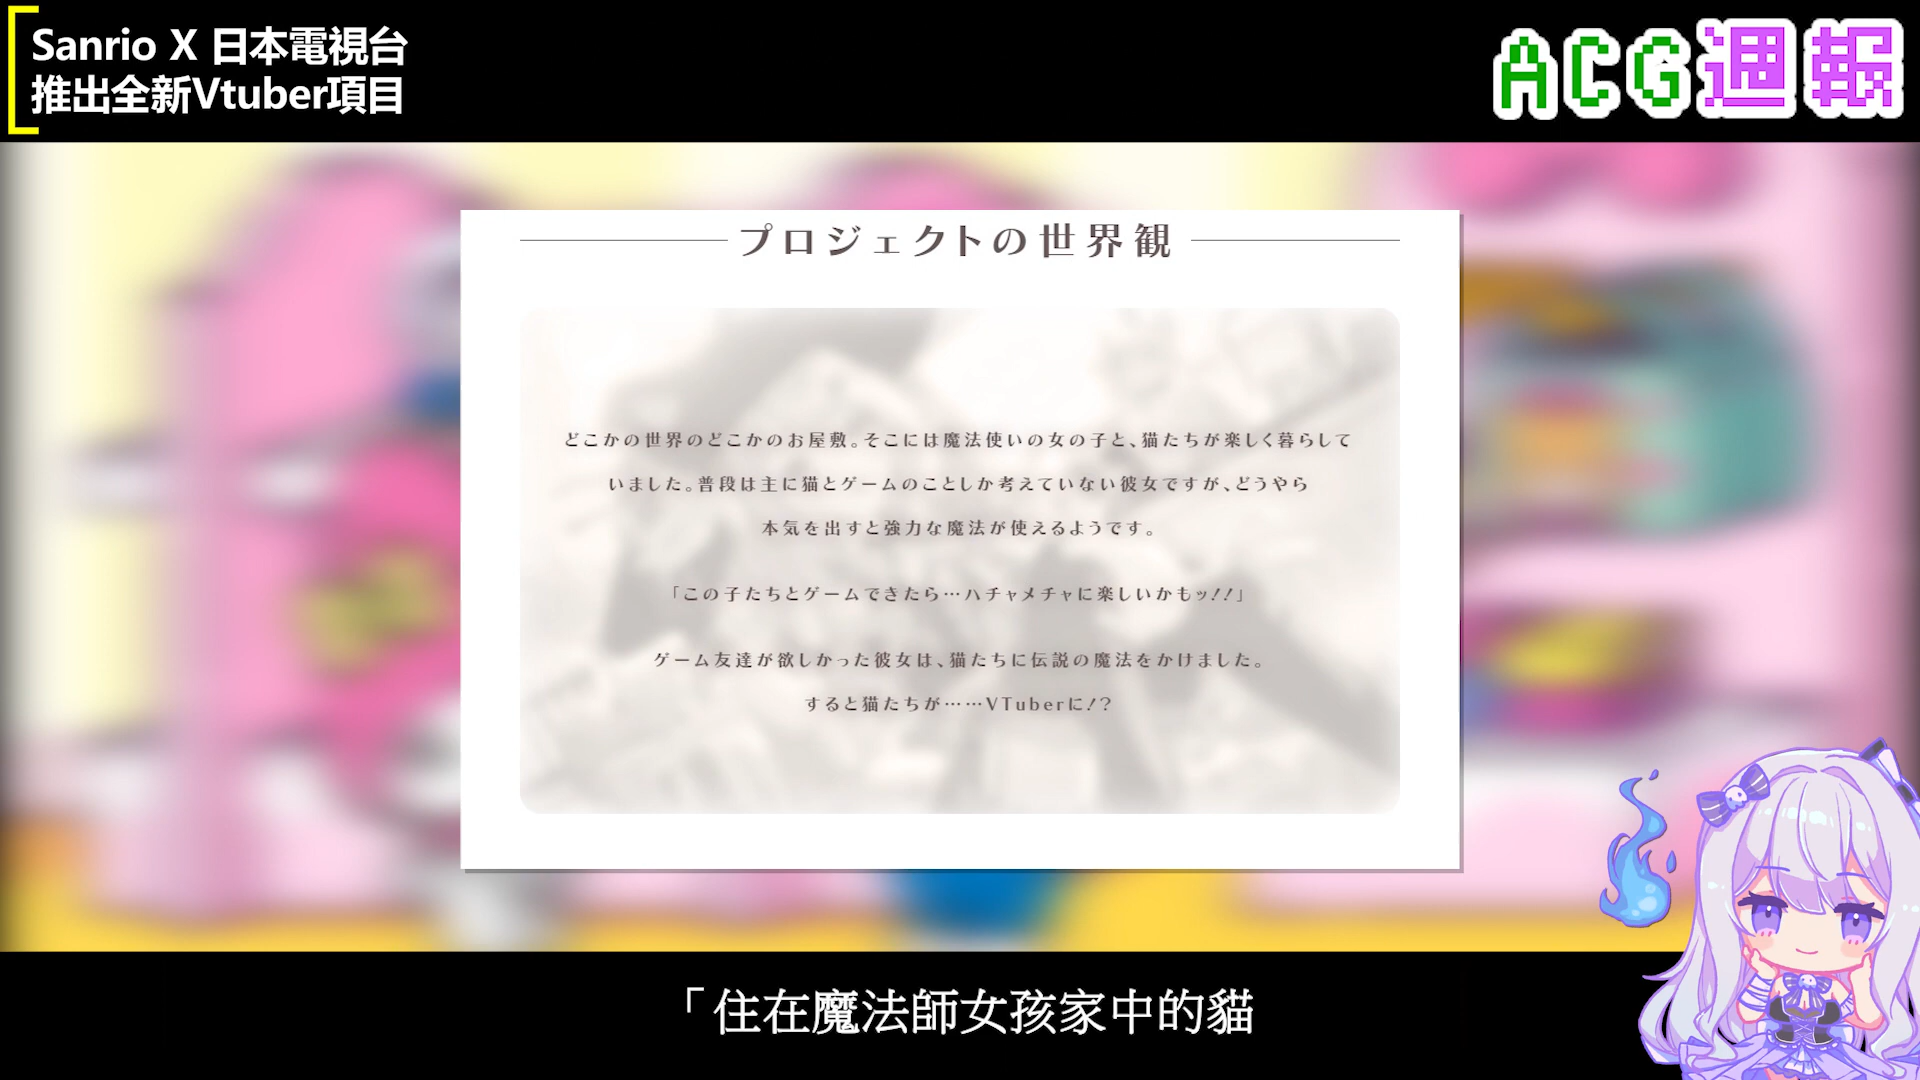 Sanrio X 日本電視台
推出全新Vtuber項目
ACG週報
プロジェクトの世界観
どこかの世界のどこかのお屋敷。そこには魔法使いの女の子と、猫たちが楽しく暮らして
いました。普段は主に猫とゲームのことしか考えていない彼女ですが、どうやら
本気を出すと強力な魔法が使えるようです。
「この子たちとゲームできたら…ハチャメチャに楽しいかもッ!!」
ゲーム友達が欲しかった彼女は、猫たちに伝説の魔法をかけました。
すると猫たちが……VTuberに!?
「住在魔法師女孩家中的貓